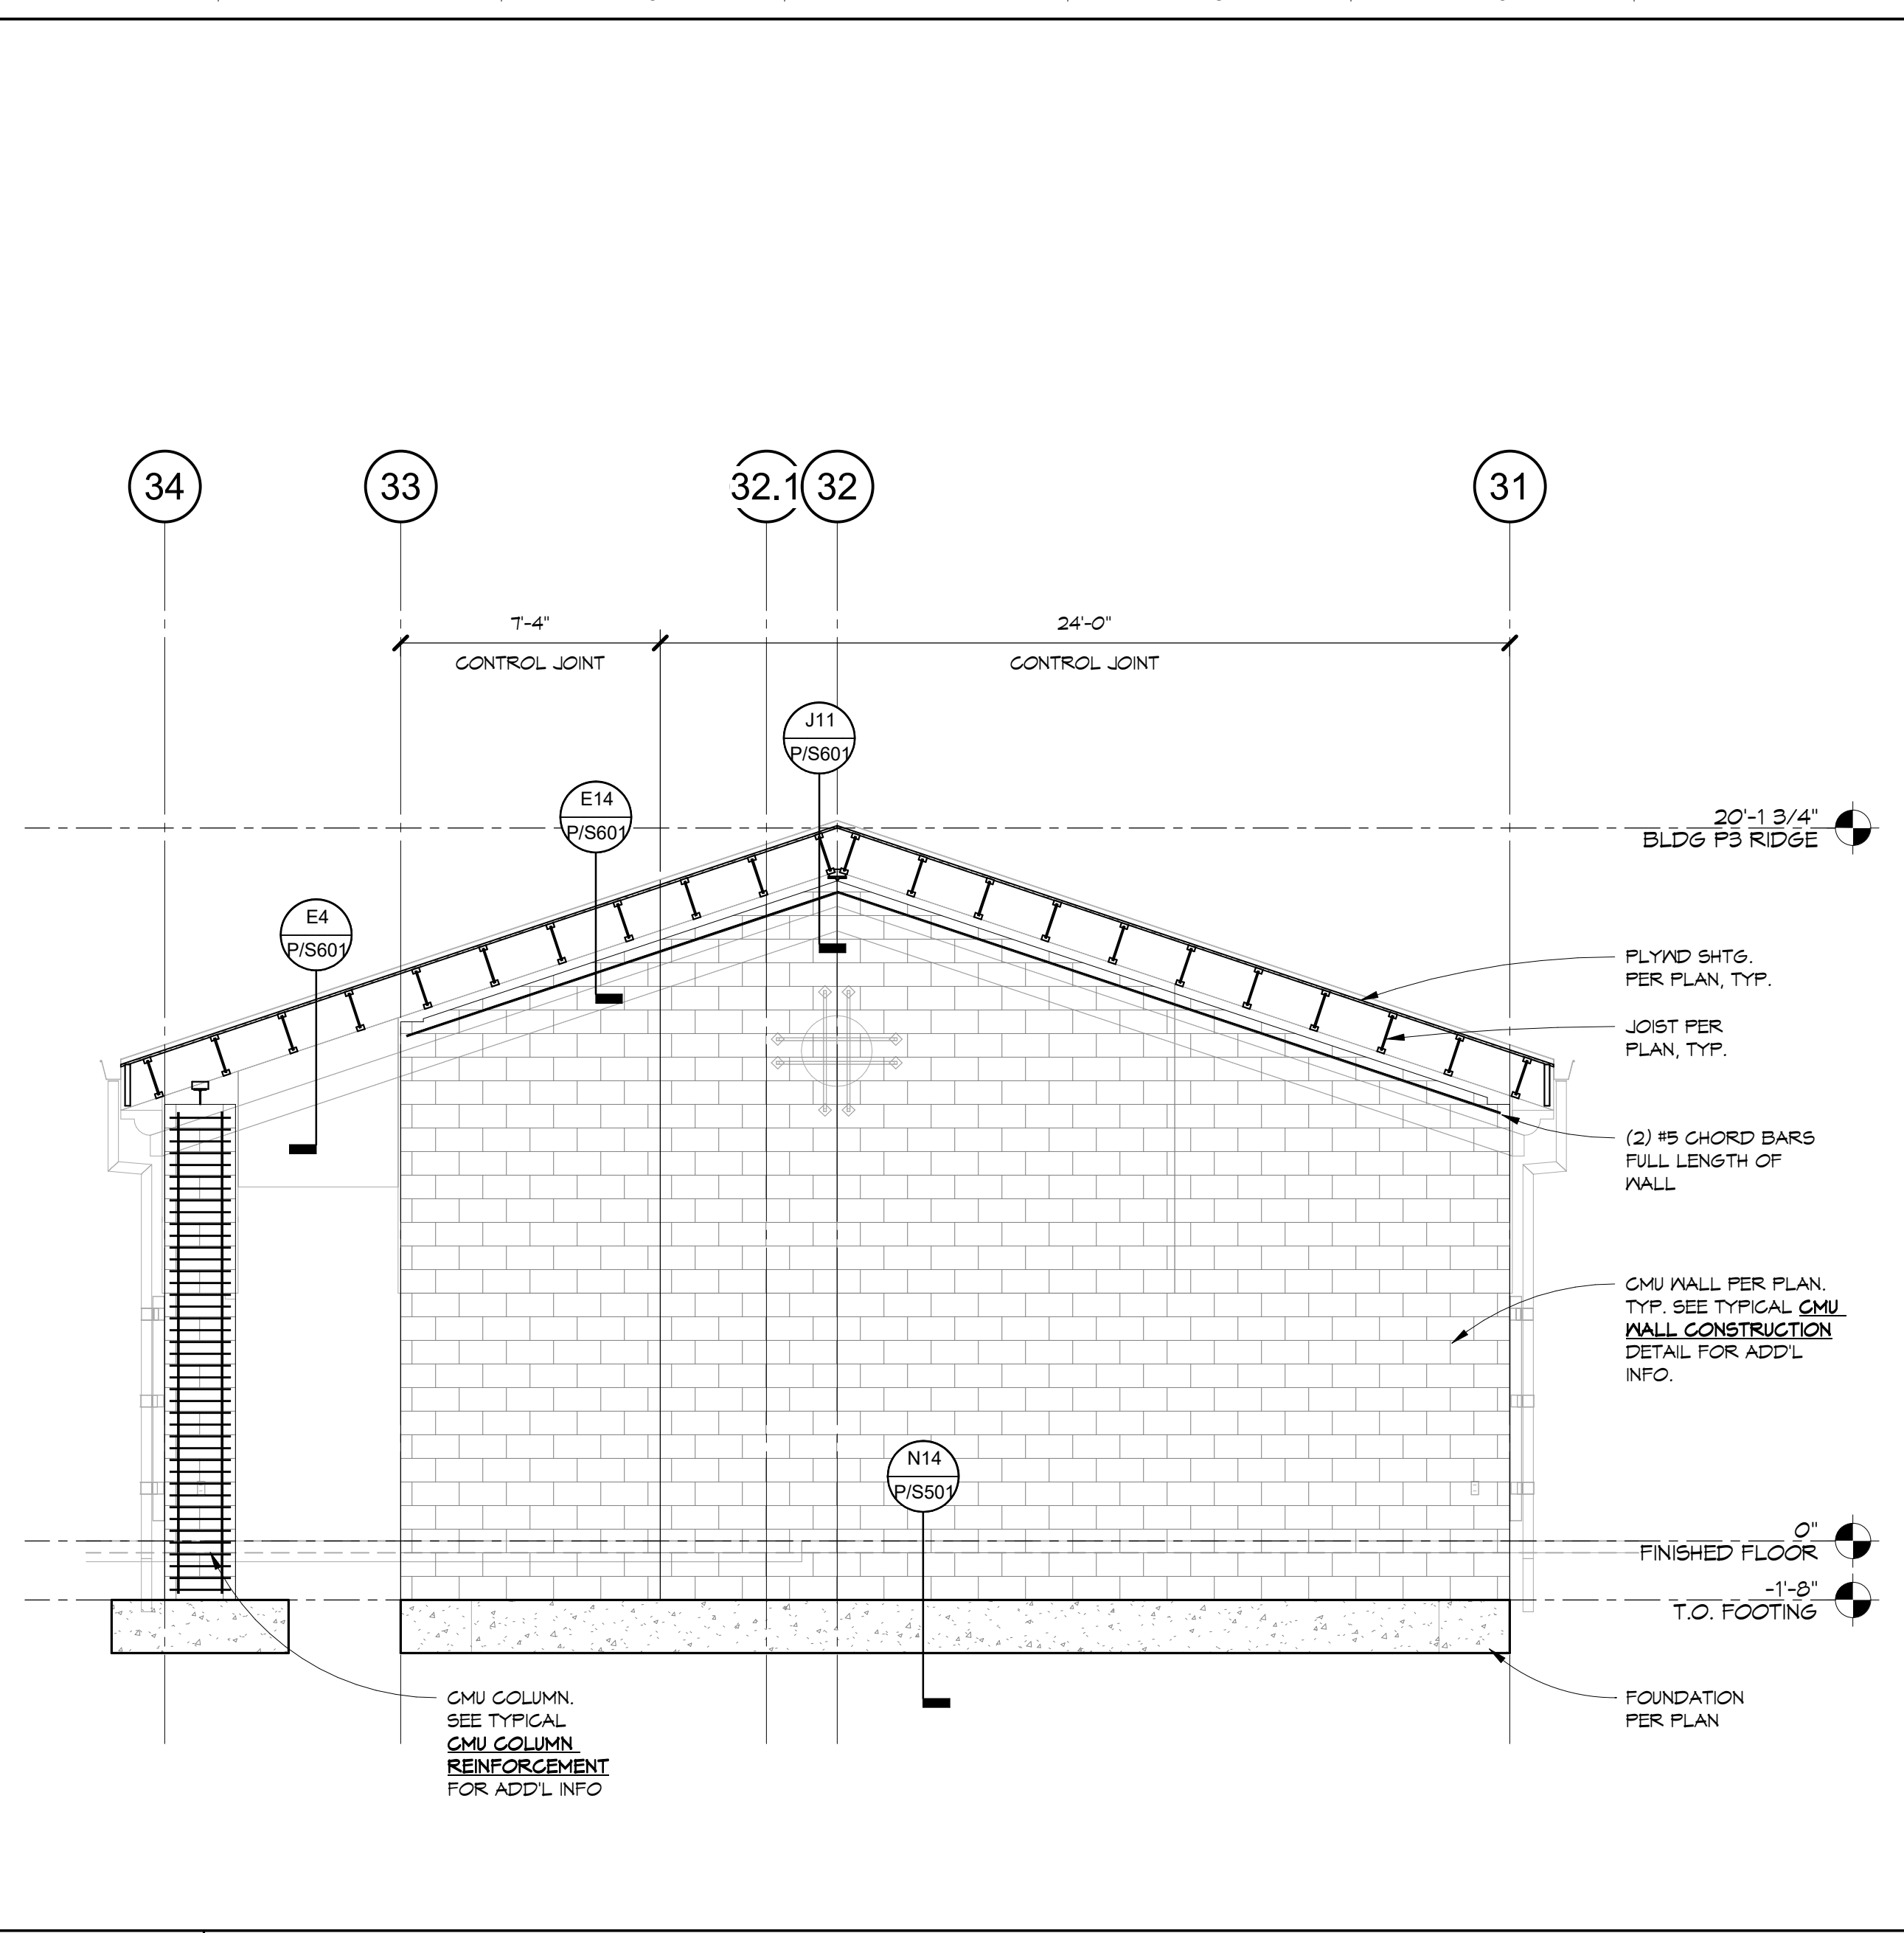 34
33
32.1
32
31
7'-4"
CONTROL JOINT
24'-0"
CONTROL JOINT
J11
P/S601
E14
P/S601
E4
P/S601
20'-1 3/4"
BLDG P3 RIDGE
PLYWD SHTG.
PER PLAN, TYP.
JOIST PER
PLAN, TYP.
(2) #5 CHORD BARS
FULL LENGTH OF
WALL
CMU WALL PER PLAN.
TYP. SEE TYPICAL CMU
WALL CONSTRUCTION
DETAIL FOR ADD'L
INFO.
N14
P/S501
0"
FINISHED FLOOR
-1'-8"
T.O. FOOTING
CMU COLUMN.
SEE TYPICAL
CMU COLUMN
REINFORCEMENT
FOR ADD'L INFO
FOUNDATION
PER PLAN